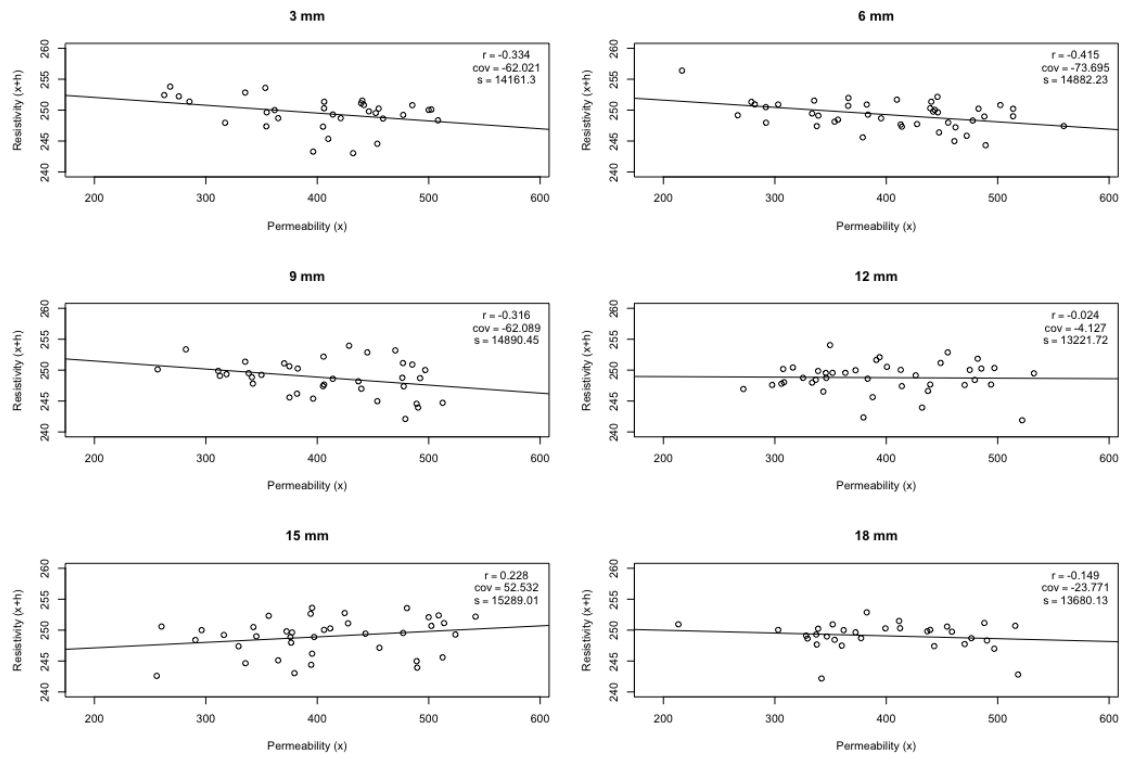 3 mm
r = -0.334
cov = -62.021
s = 14161.3
Resistivity (x+h)
240 245 250 255 260
200 300 400 500 600
Permeability (x)
6 mm
r = -0.415
cov = -73.695
s = 14882.23
Resistivity (x+h)
240 245 250 255 260
200 300 400 500 600
Permeability (x)
9 mm
r = -0.316
cov = -62.089
s = 14890.45
Resistivity (x+h)
240 245 250 255 260
200 300 400 500 600
Permeability (x)
12 mm
r = -0.024
cov = -4.127
s = 13221.72
Resistivity (x+h)
240 245 250 255 260
200 300 400 500 600
Permeability (x)
15 mm
r = 0.228
cov = 52.532
s = 15289.01
Resistivity (x+h)
240 245 250 255 260
200 300 400 500 600
Permeability (x)
18 mm
r = -0.149
cov = -23.771
s = 13680.13
Resistivity (x+h)
240 245 250 255 260
200 300 400 500 600
Permeability (x)